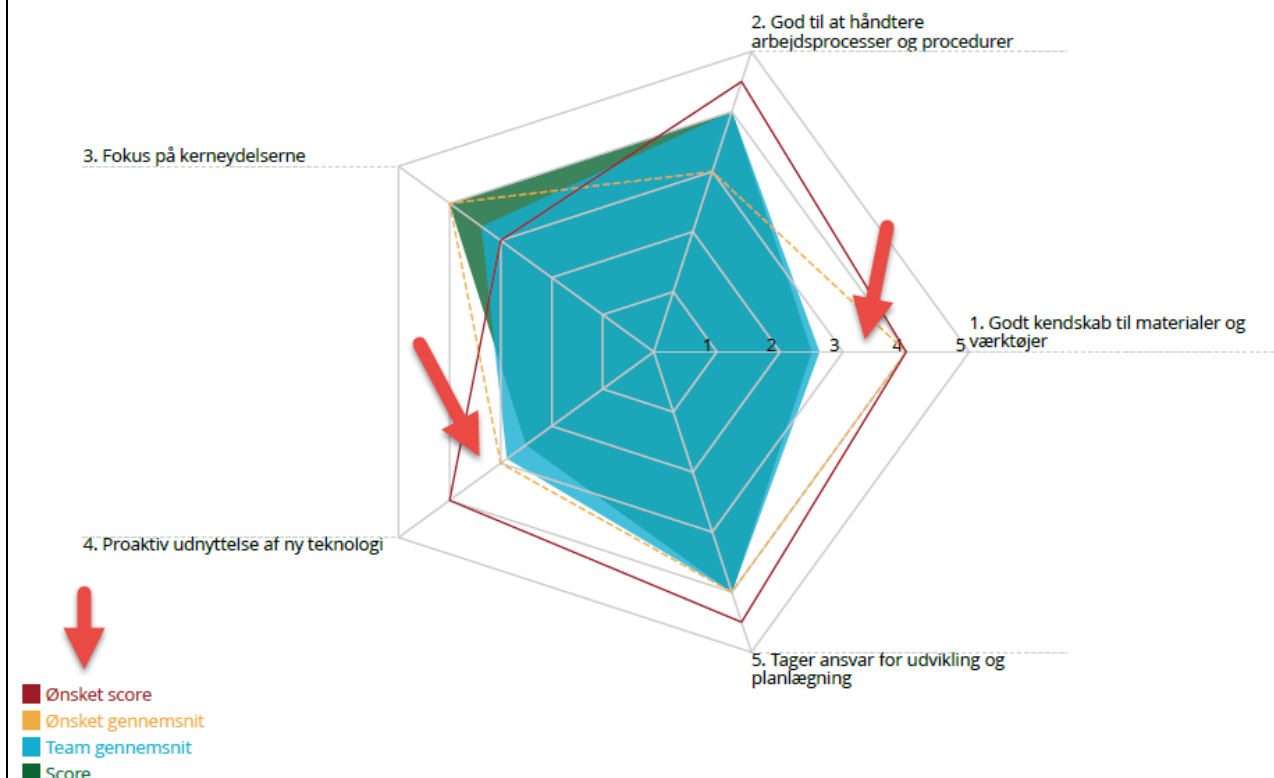 2. God til at håndtere
arbejdsprocesser og procedurer
3. Fokus på kerneydelserne
1. Godt kendskab til materialer og
værktøjer
1 2 3 4 5
4. Proaktiv udnyttelse af ny teknologi
5. Tager ansvar for udvikling og
planlægning
Ønsket score
Ønsket gennemsnit
Team gennemsnit
Score